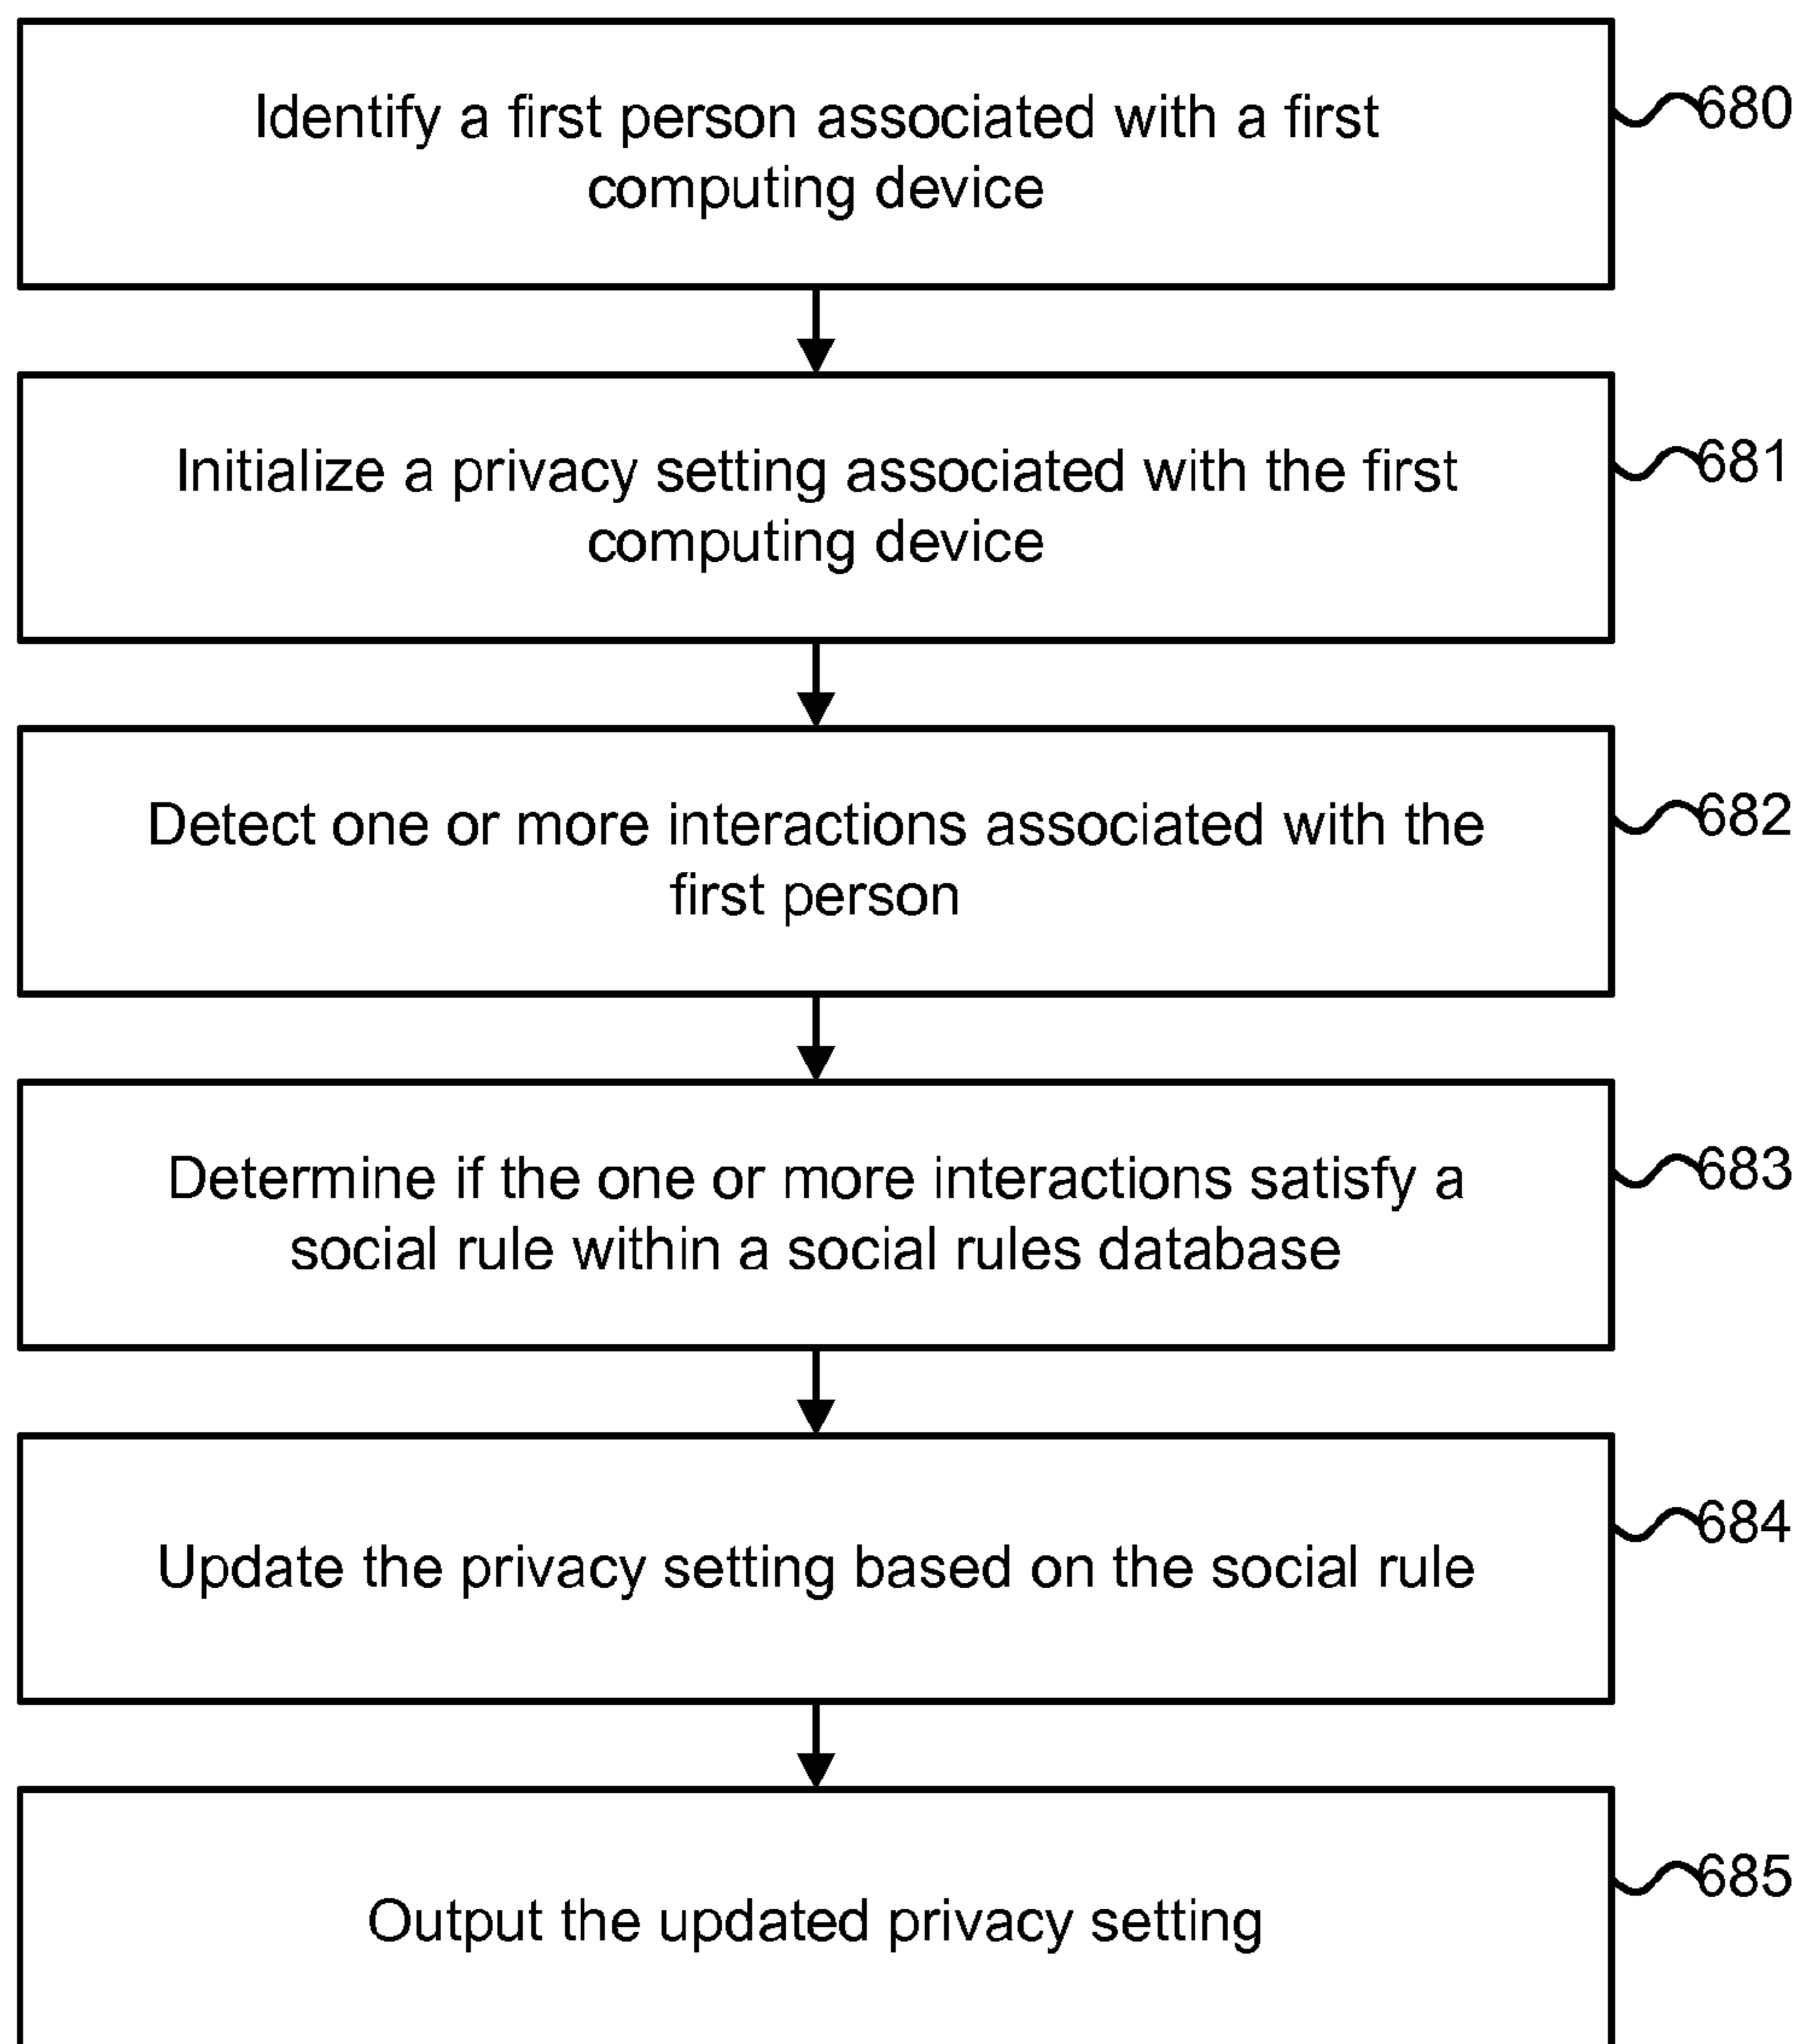 Identify a first person associated with a first
computing device
680
Initialize a privacy setting associated with the first
computing device
681
Detect one or more interactions associated with the
first person
682
Determine if the one or more interactions satisfy a
social rule within a social rules database
683
Update the privacy setting based on the social rule
684
Output the updated privacy setting
685